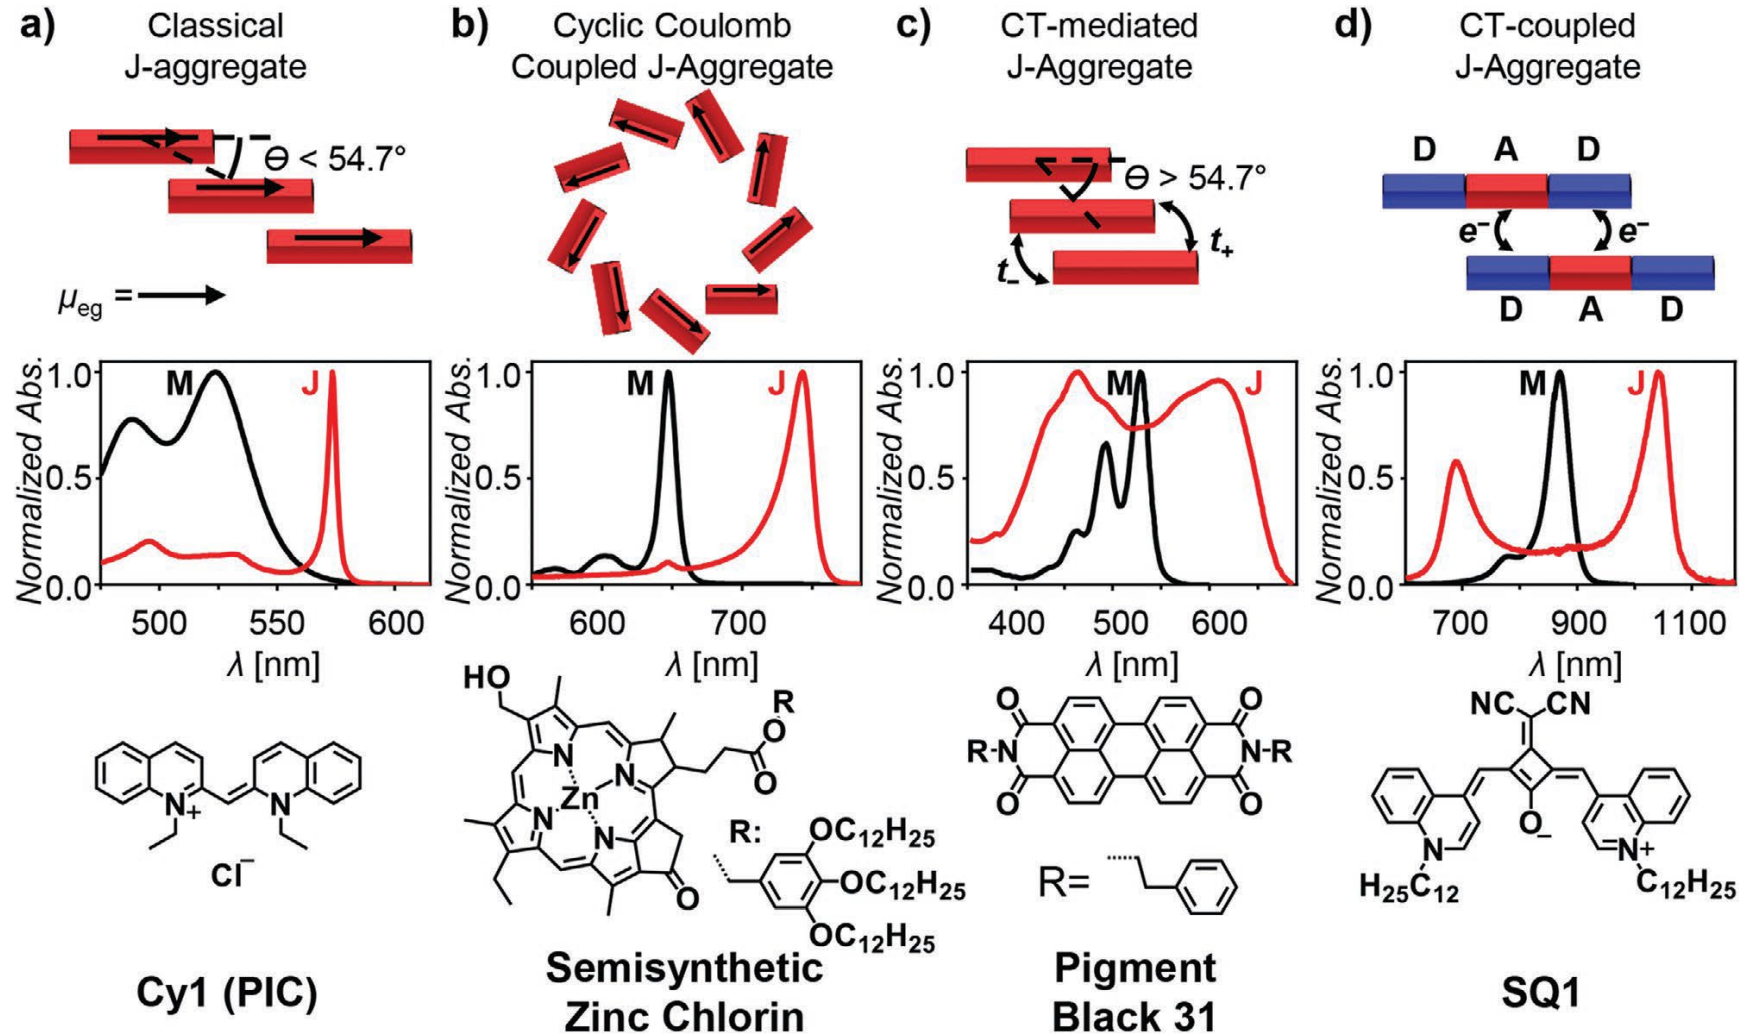 a) Classical
J-aggregate
Θ < 54.7°
μeg =
M J
Normalized Abs.
1.0
0.5
0.0
500 550 600
λ [nm]
N+
N
Cl−
Cy1 (PIC)
b) Cyclic Coulomb
Coupled J-Aggregate
M J
Normalized Abs.
1.0
0.5
0.0
600 700
λ [nm]
HO
R
O
O
N
N
Zn
N
N
O
R:
OC12H25
OC12H25
OC12H25
Semisynthetic
Zinc Chlorin
c) CT-mediated
J-Aggregate
Θ > 54.7°
t+
t−
M J
Normalized Abs.
1.0
0.5
0.0
400 500 600
λ [nm]
O O
R-N N-R
O O
R=
Pigment
Black 31
d) CT-coupled
J-Aggregate
D A D
e− e−
D A D
M J
Normalized Abs.
1.0
0.5
0.0
700 900 1100
λ [nm]
NC CN
O−
N N+
H25C12 C12H25
SQ1